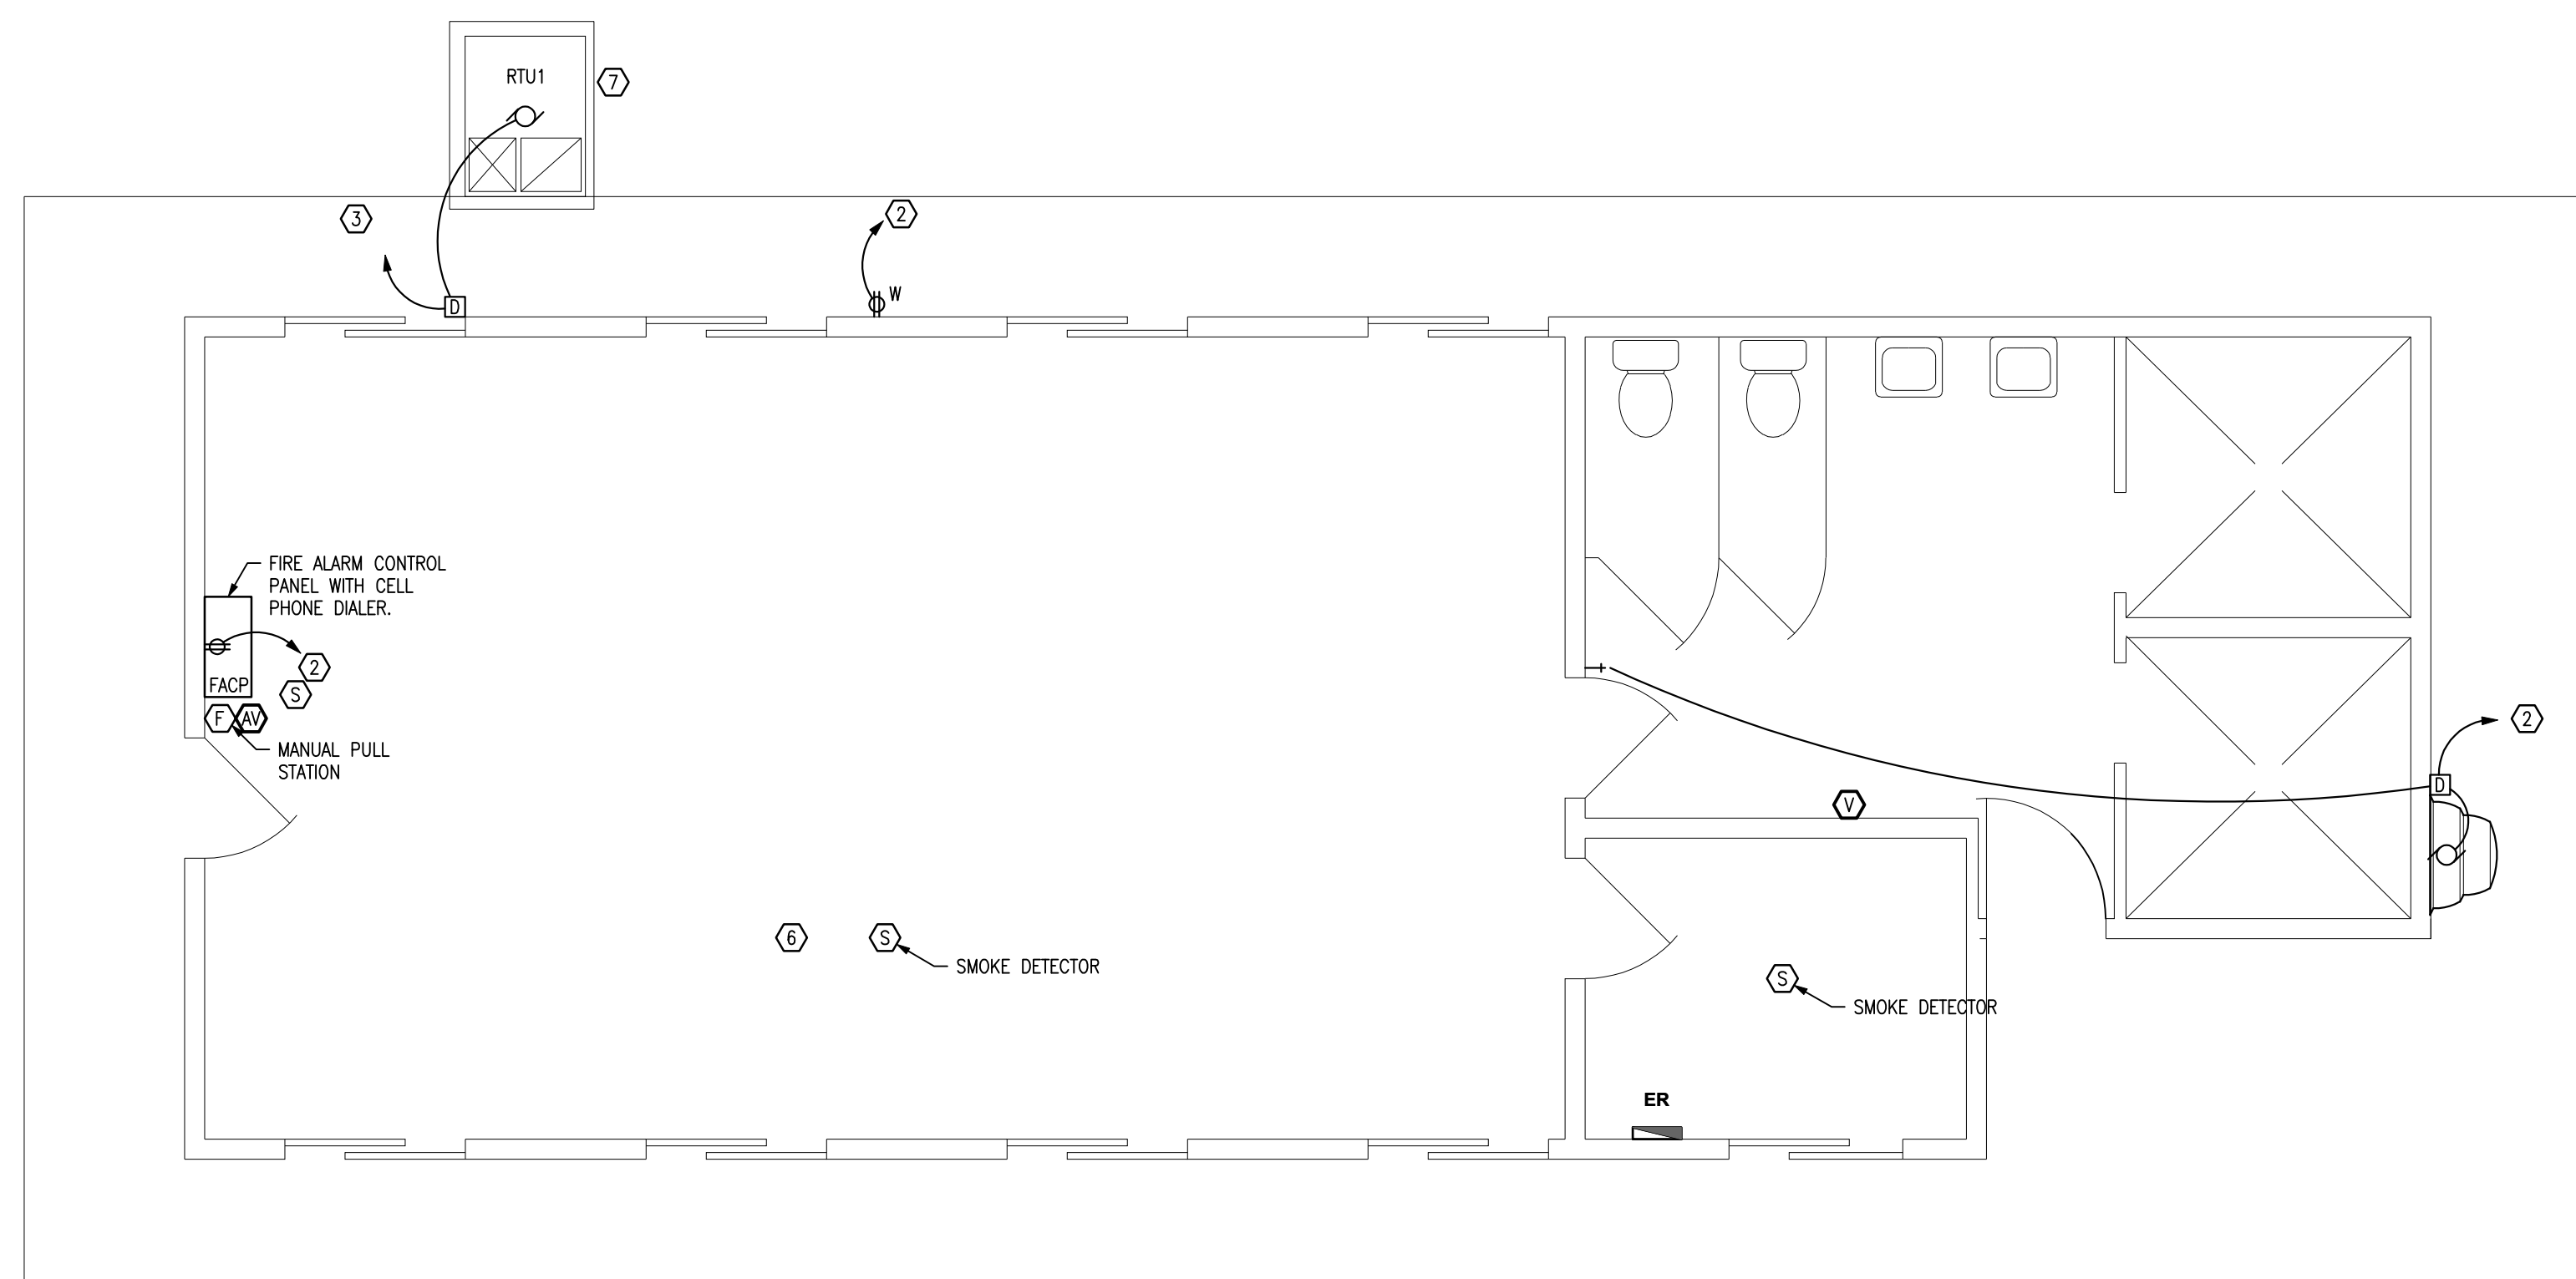 RTU1
7
3
2
D
W
FIRE ALARM CONTROL
PANEL WITH CELL
PHONE DIALER.
2
FACP
S
F
AV
MANUAL PULL
STATION
2
D
V
6
S
SMOKE DETECTOR
S
SMOKE DETECTOR
ER